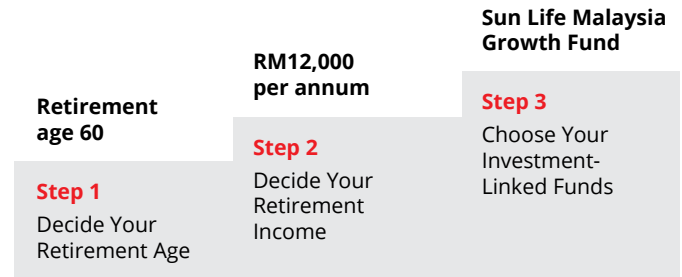 Retirement
age 60
Step 1
Decide Your
Retirement Age
RM12,000
per annum
Step 2
Decide Your
Retirement
Income
Sun Life Malaysia
Growth Fund
Step 3
Choose Your
Investment-
Linked Funds